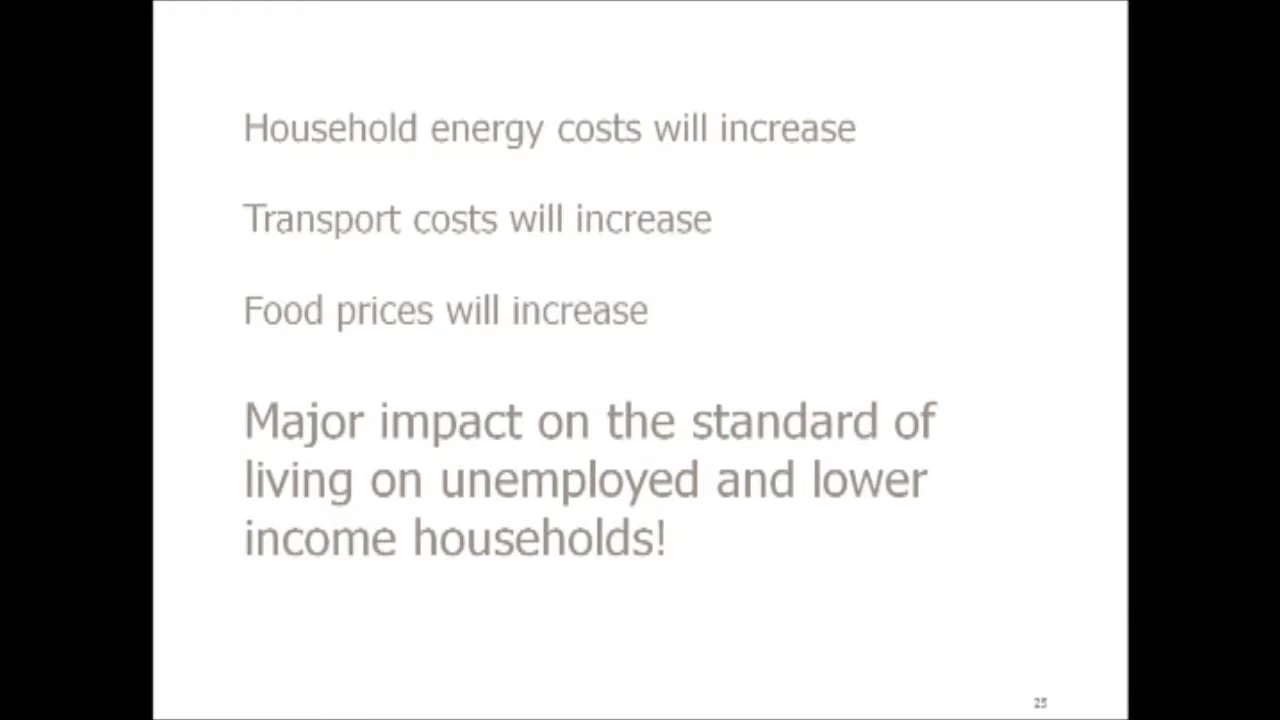 Household energy costs will increase
Transport costs will increase
Food prices will increase
Major impact on the standard of
living on unemployed and lower
income households!
25